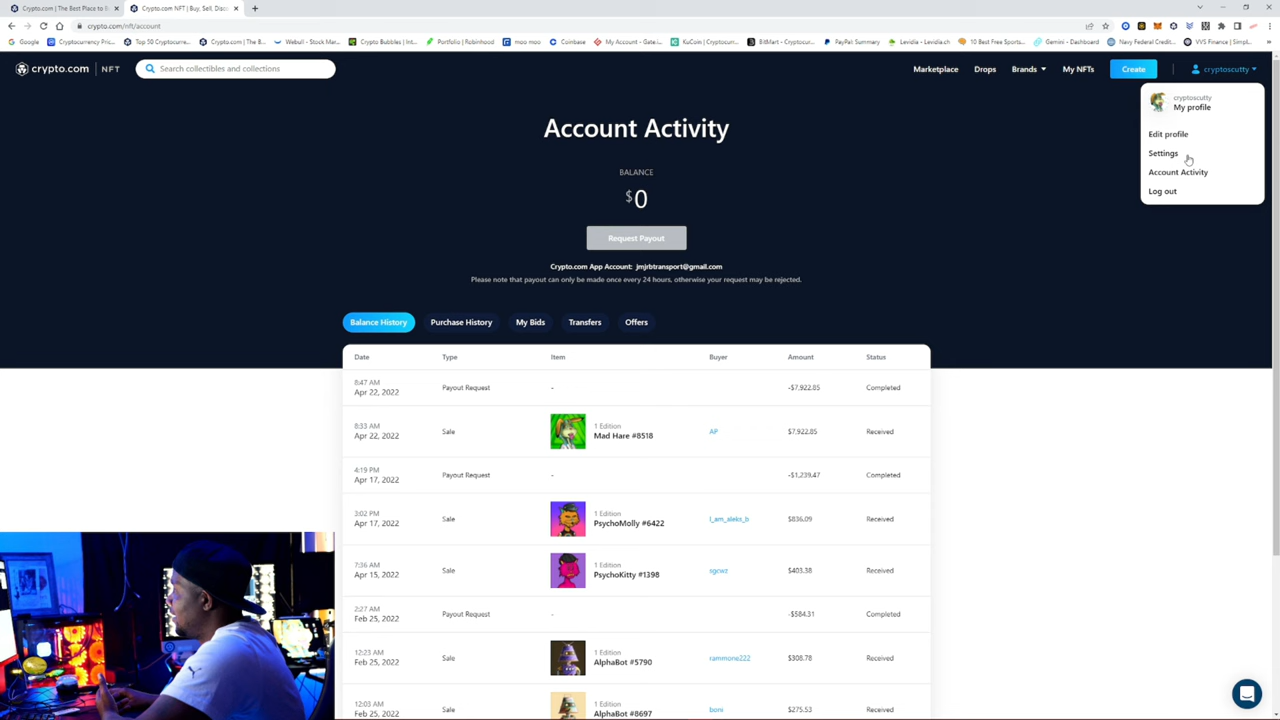 Crypto.com | The Best Place to B
Crypto.com NFT | Buy, Sell, Disc
crypto.com/nft/account
Google
Cryptocurrency Pric...
Top 50 Cryptocurre...
Crypto.com | The B...
Webull - Stock Mar...
Crypto Bubbles | Int...
FPortfolio | Robinhood
moo moo
Coinbase
My Account - Gate.i...
KuCoin | Cryptocurr...
BitMart - Cryptocur...
PayPal: Summary
Levidia - Levidia.ch
10 Best Free Sports...
Gemini - Dashboard
Navy Federal Credit...
VVS Finance | Simpl...
crypto.com | NFT
Search collectibles and collections
Marketplace
Drops
Brands
My NFTs
Create
cryptoscutty
cryptoscutty
My profile
Edit profile
Settings
Account Activity
Log out
Account Activity
BALANCE
$0
Request Payout
Crypto.com App Account: jmjrbtransport@gmail.com
Please note that payout can only be made once every 24 hours, otherwise your request may be rejected.
Balance History
Purchase History
My Bids
Transfers
Offers
Date Type Item Buyer Amount Status
8:47 AM
Apr 22, 2022 Payout Request - -$7,922.85 Completed
8:33 AM
Apr 22, 2022 Sale 1 Edition Mad Hare #8518 AP $7,922.85 Received
4:19 PM
Apr 17, 2022 Payout Request - -$1,239.47 Completed
3:02 PM
Apr 17, 2022 Sale 1 Edition PsychoMolly #6422 I_am_aleks_b $836.09 Received
7:36 AM
Apr 15, 2022 Sale 1 Edition PsychoKitty #1398 sgcwz $403.38 Received
2:27 AM
Feb 25, 2022 Payout Request - -$584.31 Completed
12:23 AM
Feb 25, 2022 Sale 1 Edition AlphaBot #5790 rammone222 $308.78 Received
12:03 AM
Feb 25, 2022 Sale 1 Edition AlphaBot #8697 boni $275.53 Received